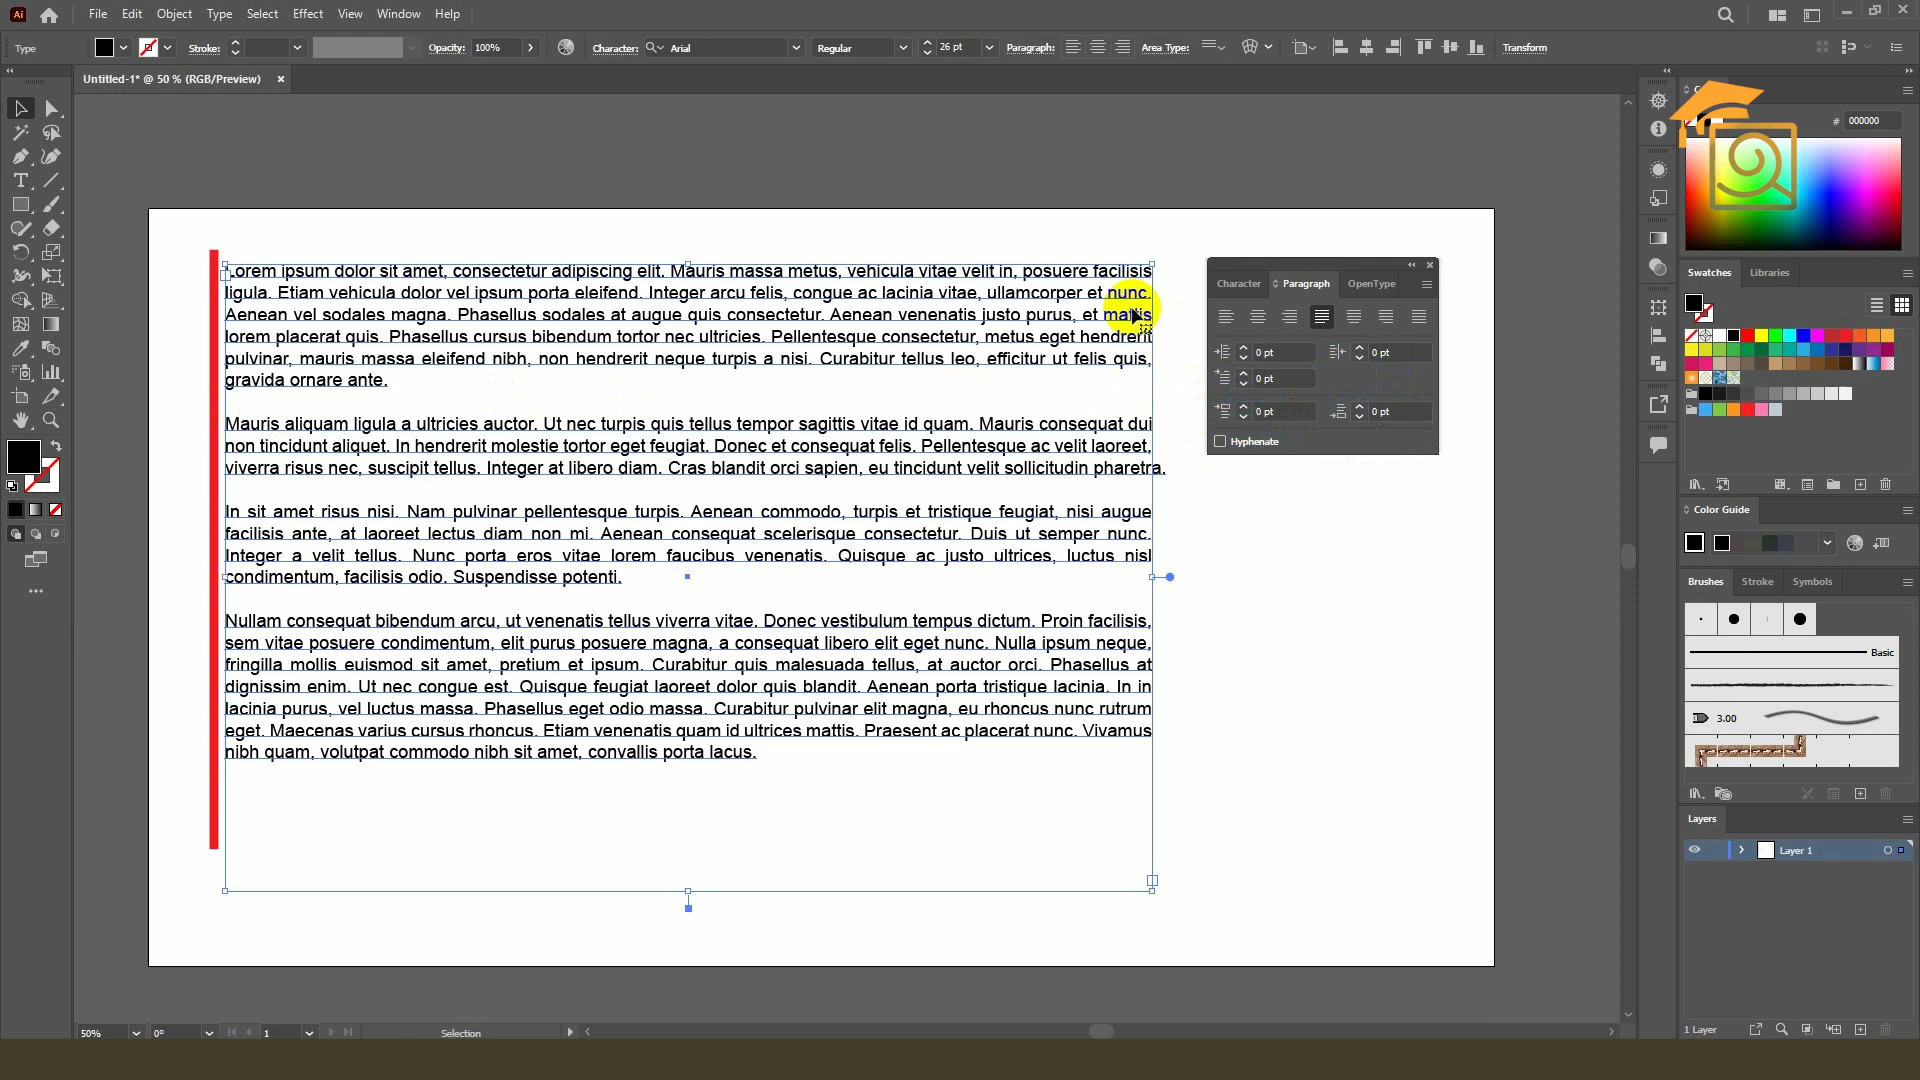 Ai File Edit Object Type Select Effect View Window Help
Type Stroke: Opacity: 100% Character: Arial Regular 26 pt Paragraph: Area Type: Transform
Untitled-1* @ 50 % (RGB/Preview)
# 000000
Swatches Libraries
Lorem ipsum dolor sit amet, consectetur adipiscing elit. Mauris massa metus, vehicula vitae velit in, posuere facilisis
ligula. Etiam vehicula dolor vel ipsum porta eleifend. Integer arcu felis, congue ac lacinia vitae, ullamcorper et nunc.
Aenean vel sodales magna. Phasellus sodales at augue quis consectetur. Aenean venenatis justo purus, et mattis
lorem placerat quis. Phasellus cursus bibendum tortor nec ultricies. Pellentesque consectetur, metus eget hendrerit
pulvinar, mauris massa eleifend nibh, non hendrerit neque turpis a nisi. Curabitur tellus leo, efficitur ut felis quis,
gravida ornare ante.
Mauris aliquam ligula a ultricies auctor. Ut nec turpis quis tellus tempor sagittis vitae id quam. Mauris consequat dui
non tincidunt aliquet. In hendrerit molestie tortor eget feugiat. Donec et consequat felis. Pellentesque ac velit laoreet,
viverra risus nec, suscipit tellus. Integer at libero diam. Cras blandit orci sapien, eu tincidunt velit sollicitudin pharetra.
In sit amet risus nisi. Nam pulvinar pellentesque turpis. Aenean commodo, turpis et tristique feugiat, nisi augue
facilisis ante, at laoreet lectus diam non mi. Aenean consequat scelerisque consectetur. Duis ut semper nunc.
Integer a velit tellus. Nunc porta eros vitae lorem faucibus venenatis. Quisque ac justo ultrices, luctus nisl
condimentum, facilisis odio. Suspendisse potenti.
Nullam consequat bibendum arcu, ut venenatis tellus viverra vitae. Donec vestibulum tempus dictum. Proin facilisis,
sem vitae posuere condimentum, elit purus posuere magna, a consequat libero elit eget nunc. Nulla ipsum neque,
fringilla mollis euismod sit amet, pretium et ipsum. Curabitur quis malesuada tellus, at auctor orci. Phasellus at
dignissim enim. Ut nec congue est. Quisque feugiat laoreet dolor quis blandit. Aenean porta tristique lacinia. In in
lacinia purus, vel luctus massa. Phasellus eget odio massa. Curabitur pulvinar elit magna, eu rhoncus nunc rutrum
eget. Maecenas varius cursus rhoncus. Etiam venenatis quam id ultrices mattis. Praesent ac placerat nunc. Vivamus
nibh quam, volutpat commodo nibh sit amet, convallis porta lacus.
Character Paragraph OpenType
0 pt 0 pt
0 pt
0 pt 0 pt
Hyphenate
Color Guide
Brushes Stroke Symbols
Basic
3.00
Layers
Layer 1
1 Layer
50% 0° 1 Selection